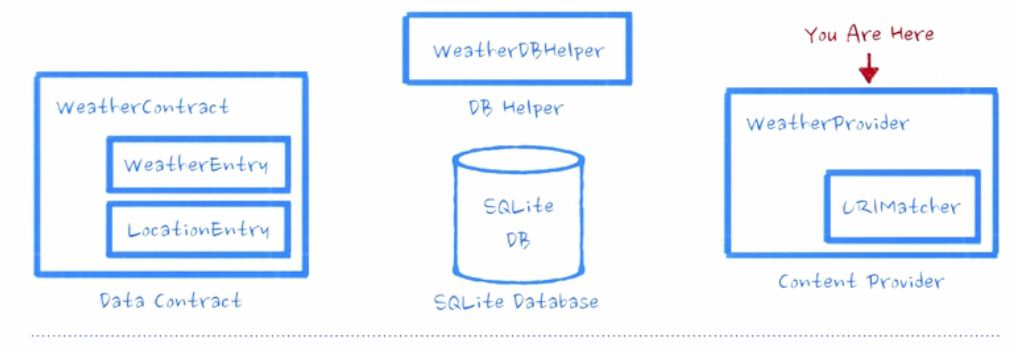 You Are Here
WeatherDBHelper
DB Helper
WeatherContract
WeatherEntry
LocationEntry
Data Contract
SQLite
DB
SQLite Database
WeatherProvider
URIMatcher
Content Provider